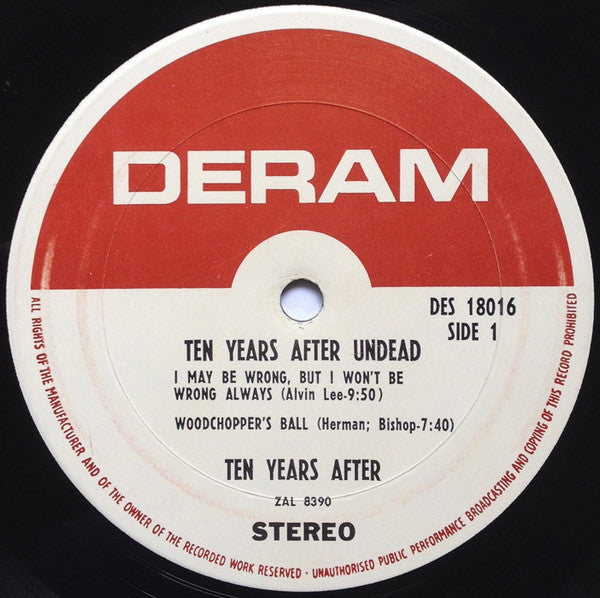 DERAM
DES 18016
SIDE 1
TEN YEARS AFTER UNDEAD
I MAY BE WRONG, BUT I WON'T BE
WRONG ALWAYS (Alvin Lee-9:50)
WOODCHOPPER'S BALL (Herman; Bishop-7:40)
TEN YEARS AFTER
ZAL 8390
STEREO
ALL RIGHTS OF THE MANUFACTURER AND OF THE OWNER OF THE RECORDED WORK RESERVED · UNAUTHORISED PUBLIC PERFORMANCE BROADCASTING AND COPYING OF THIS RECORD PROHIBITED